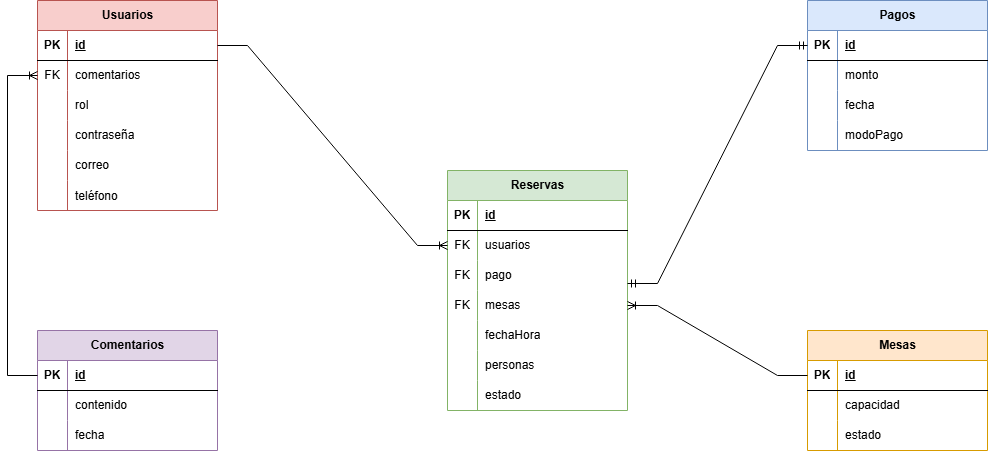 Usuarios
PK id
FK comentarios
rol
contraseña
correo
teléfono
Pagos
PK id
monto
fecha
modoPago
Reservas
PK id
FK usuarios
FK pago
FK mesas
fechaHora
personas
estado
Comentarios
PK id
contenido
fecha
Mesas
PK id
capacidad
estado